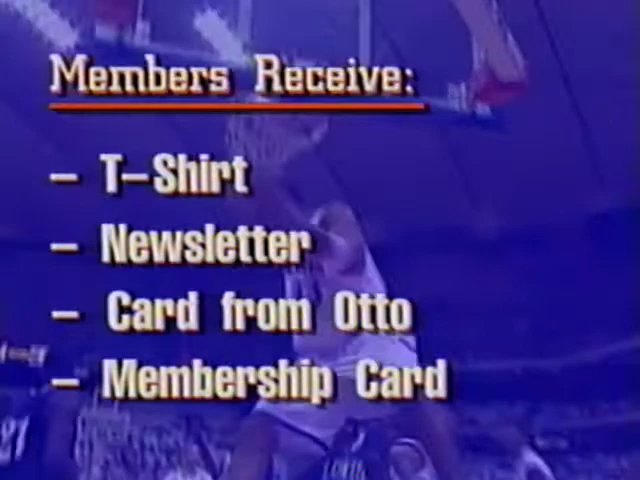 Members Receive:
– T-Shirt
– Newsletter
– Card from Otto
– Membership Card